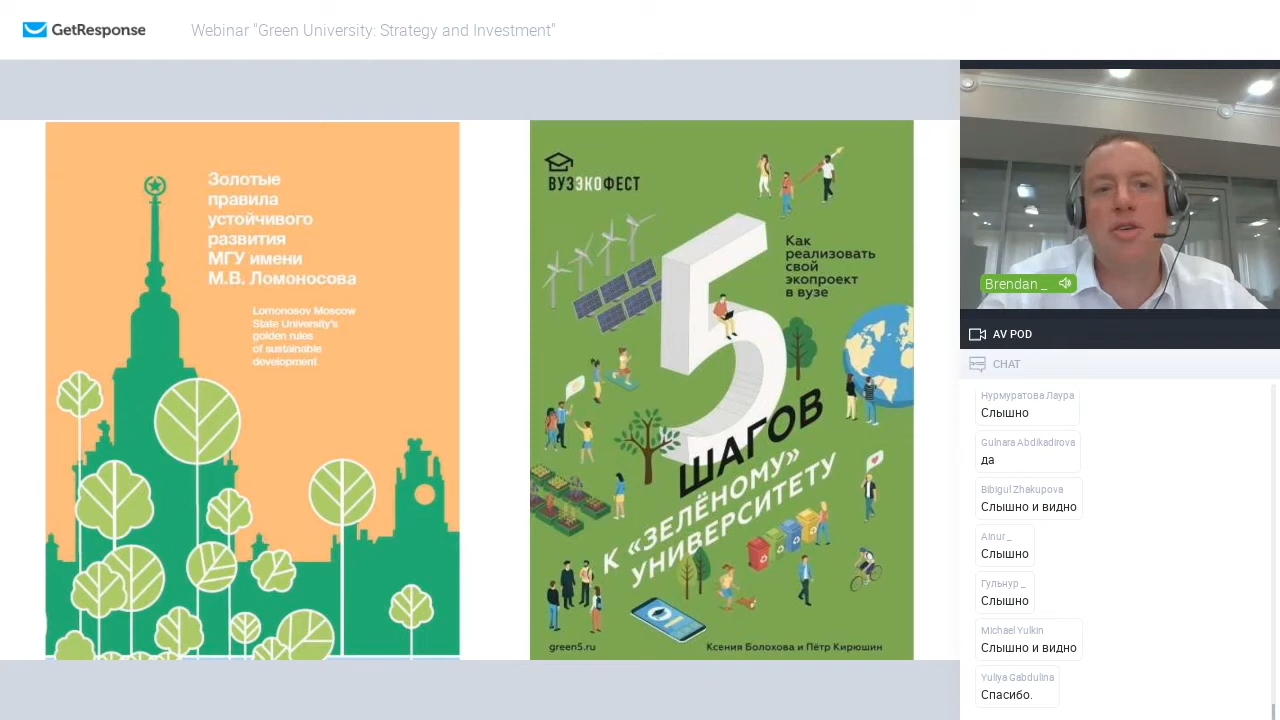 GetResponse
Webinar "Green University: Strategy and Investment"
Золотые
правила
устойчивого
развития
МГУ имени
М.В. Ломоносова
Lomonosov Moscow
State University's
golden rules
of sustainable
development
ВУЗЭКОФЕСТ
5
Как
реализовать
свой
экопроект
в вузе
ШАГОВ
К «ЗЕЛЁНОМУ»
УНИВЕРСИТЕТУ
green5.ru
Ксения Болохова и Пётр Кирюшин
Brendan _
AV POD
CHAT
Нурмуратова Лаура
Слышно
Gulnara Abdikadirova
да
Bibigul Zhakupova
Слышно и видно
Ainur _
Слышно
Гульнур _
Слышно
Michael Yulkin
Слышно и видно
Yuliya Gabdulina
Спасибо.